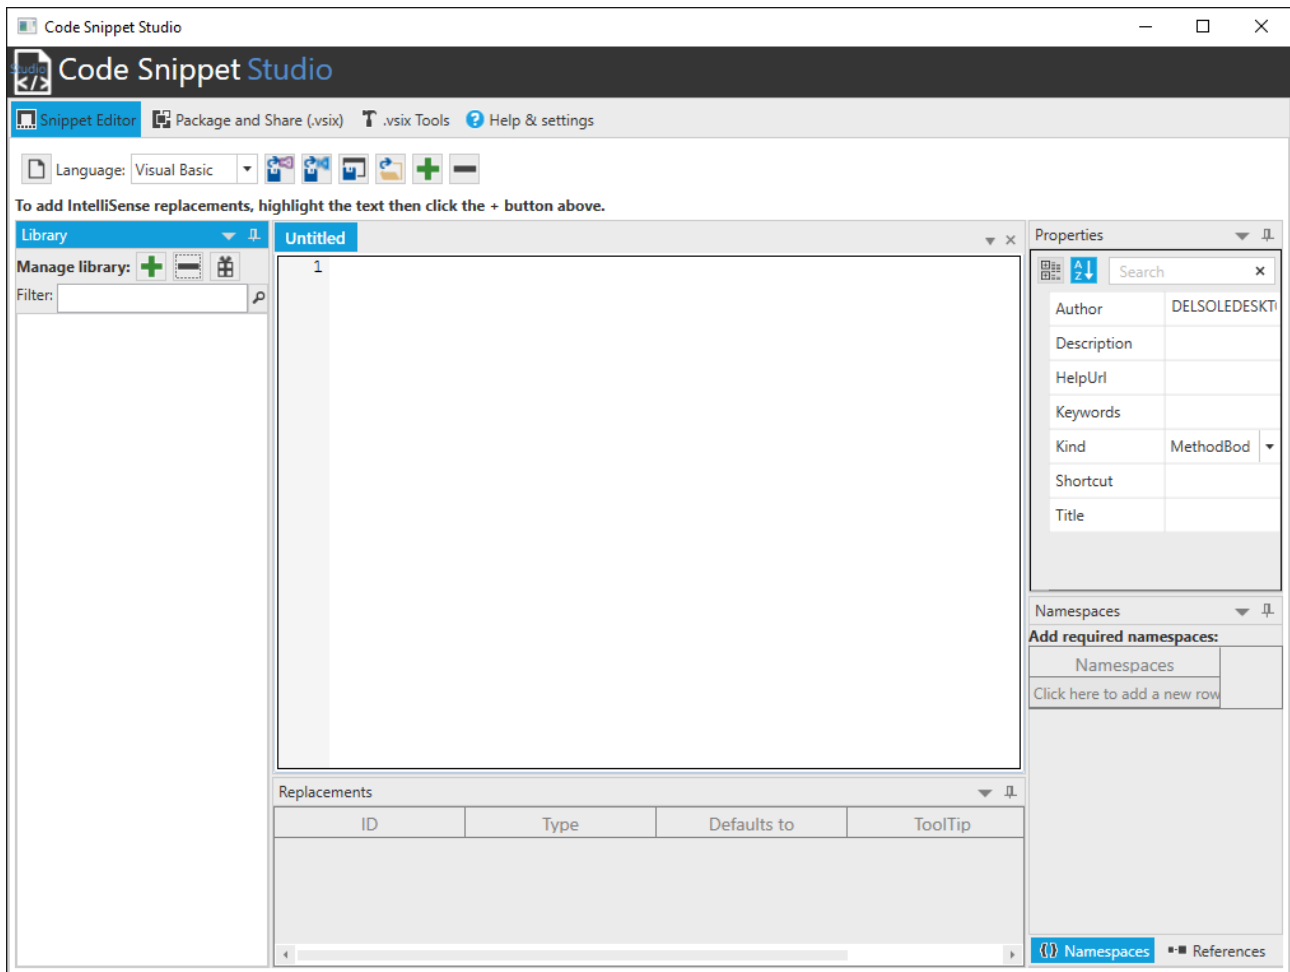 Code Snippet Studio
Studio </> Code Snippet Studio
Snippet Editor Package and Share (.vsix) .vsix Tools ? Help & settings
Language: Visual Basic
To add IntelliSense replacements, highlight the text then click the + button above.
Library
Manage library:
Filter:
Untitled
1
Replacements
ID Type Defaults to ToolTip
Properties
A Z Search
Author DELSOLEDESKT
Description
HelpUrl
Keywords
Kind MethodBod
Shortcut
Title
Namespaces
Add required namespaces:
Namespaces
Click here to add a new row
{} Namespaces References